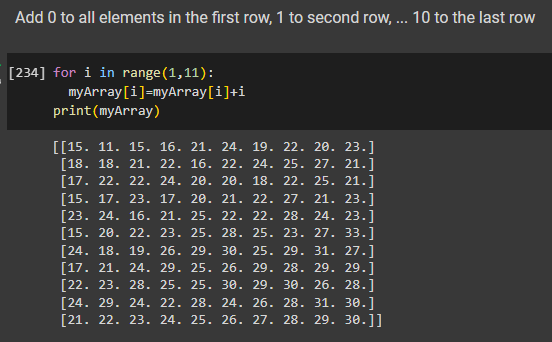 Add 0 to all elements in the first row, 1 to second row, ... 10 to the last row
[234] for i in range(1,11):
myArray[i]=myArray[i]+i
print(myArray)
[[15. 11. 15. 16. 21. 24. 19. 22. 20. 23.]
[18. 18. 21. 22. 16. 22. 24. 25. 27. 21.]
[17. 22. 22. 24. 20. 20. 18. 22. 25. 21.]
[15. 17. 23. 17. 20. 21. 22. 27. 21. 23.]
[23. 24. 16. 21. 25. 22. 22. 28. 24. 23.]
[15. 20. 22. 23. 25. 28. 25. 23. 27. 33.]
[24. 18. 19. 26. 29. 30. 25. 29. 31. 27.]
[17. 21. 24. 29. 25. 26. 29. 28. 29. 29.]
[22. 23. 28. 25. 25. 30. 29. 30. 26. 28.]
[24. 29. 24. 22. 28. 24. 26. 28. 31. 30.]
[21. 22. 23. 24. 25. 26. 27. 28. 29. 30.]]